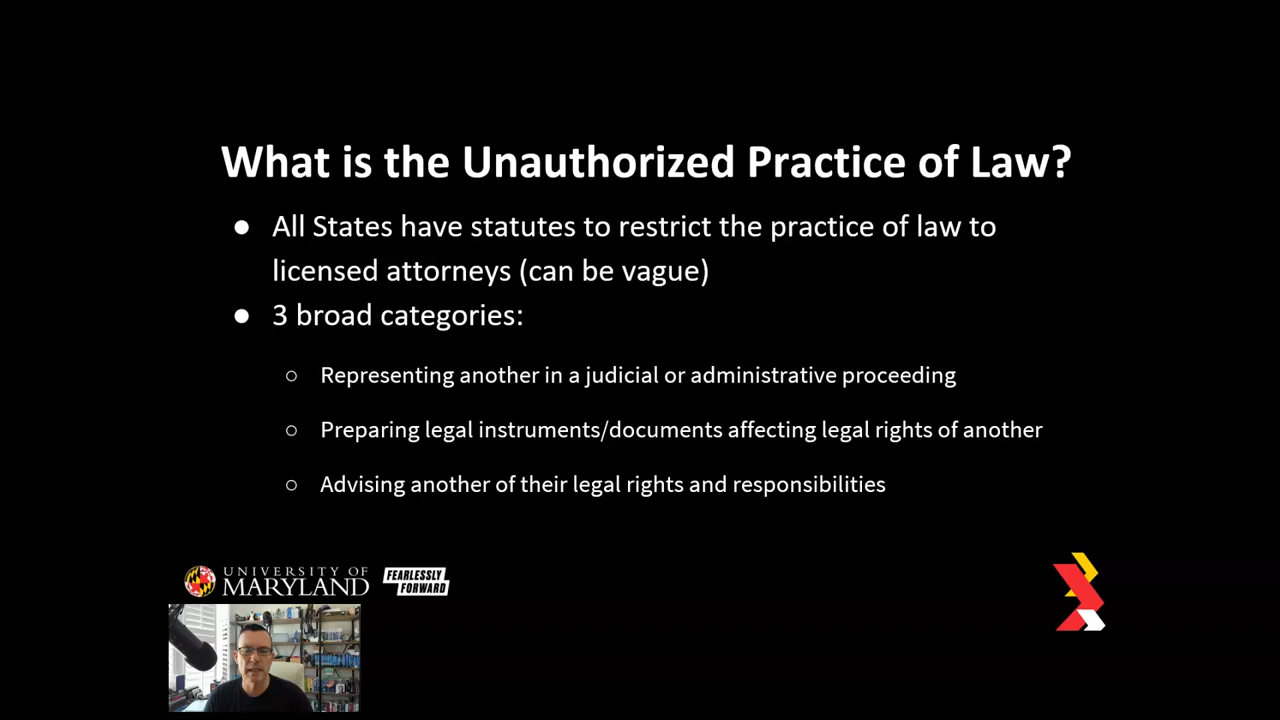 What is the Unauthorized Practice of Law?
● All States have statutes to restrict the practice of law to
licensed attorneys (can be vague)
● 3 broad categories:
○ Representing another in a judicial or administrative proceeding
○ Preparing legal instruments/documents affecting legal rights of another
○ Advising another of their legal rights and responsibilities
UNIVERSITY OF
MARYLAND
FEARLESSLY
FORWARD